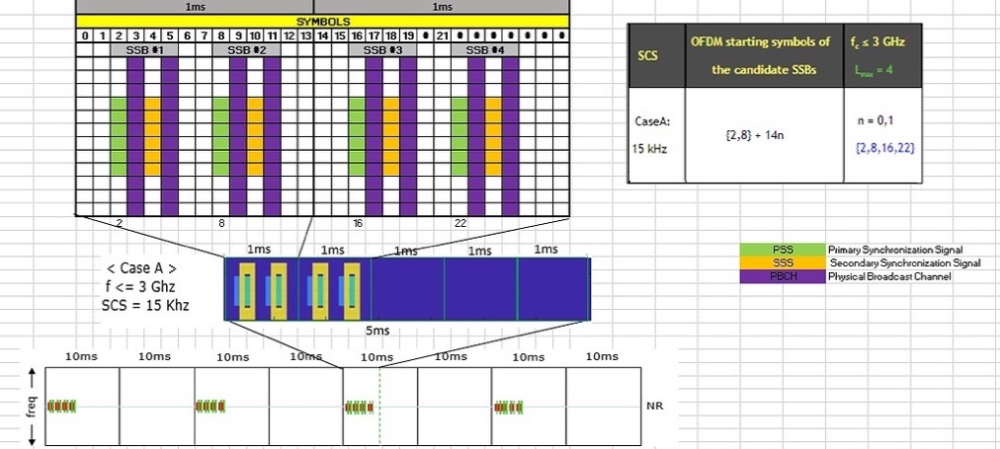 1ms 1ms
SYMBOLS
0 1 2 3 4 5 6 7 8 9 10 11 12 13 14 15 16 17 18 19 # 21 # # # # # #
SSB #1 SSB #2 SSB #3 SSB #4
2 8 16 22
SCS OFDM starting symbols of the candidate SSBs fc ≤ 3 GHz
Lmax = 4
CaseA:
15 kHz
{2,8} + 14n
n = 0,1
{2,8,16,22}
1ms 1ms 1ms 1ms 1ms
< Case A >
f <= 3 Ghz
SCS = 15 Khz
5ms
PSS Primary Synchronization Signal
SSS Secondary Synchronization Signal
PBCH Physical Broadcast Channel
10ms 10ms 10ms 10ms 10ms 10ms 10ms 10ms
freq
NR